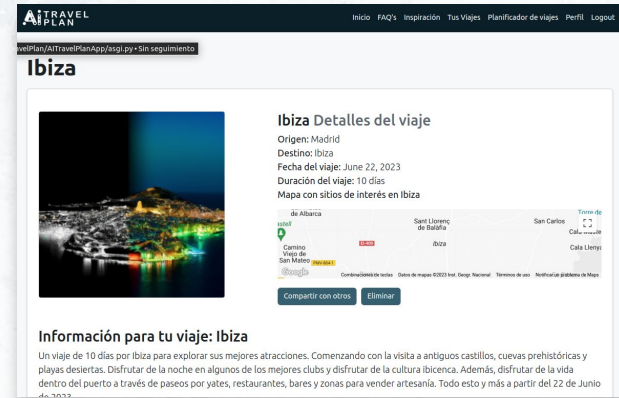 AiTRAVEL
PLAN
Inicio FAQ's Inspiración Tus Viajes Planificador de viajes Perfil Logout
avelPlan/AITravelPlanApp/asgi.py • Sin seguimiento
Ibiza
Ibiza Detalles del viaje
Origen: Madrid
Destino: Ibiza
Fecha del viaje: June 22, 2023
Duración del viaje: 10 días
Mapa con sitios de interés en Ibiza
de Albarca
Torre de
Sant Llorenç
de Balàfia
San Carlos
Ibiza
Cala Llenya
Camino
Viejo de
San Mateo
Google
Combinaciones de teclas Datos de mapas ©2023 Inst. Geogr. Nacional Términos de uso Notificar un problema de Maps
Compartir con otros Eliminar
Información para tu viaje: Ibiza
Un viaje de 10 días por Ibiza para explorar sus mejores atracciones. Comenzando con la visita a antiguos castillos, cuevas prehistóricas y
playas desiertas. Disfrutar de la noche en algunos de los mejores clubs y disfrutar de la cultura ibicenca. Además, disfrutar de la vida
dentro del puerto a través de paseos por yates, restaurantes, bares y zonas para vender artesanía. Todo esto y más a partir del 22 de Junio
de 2023